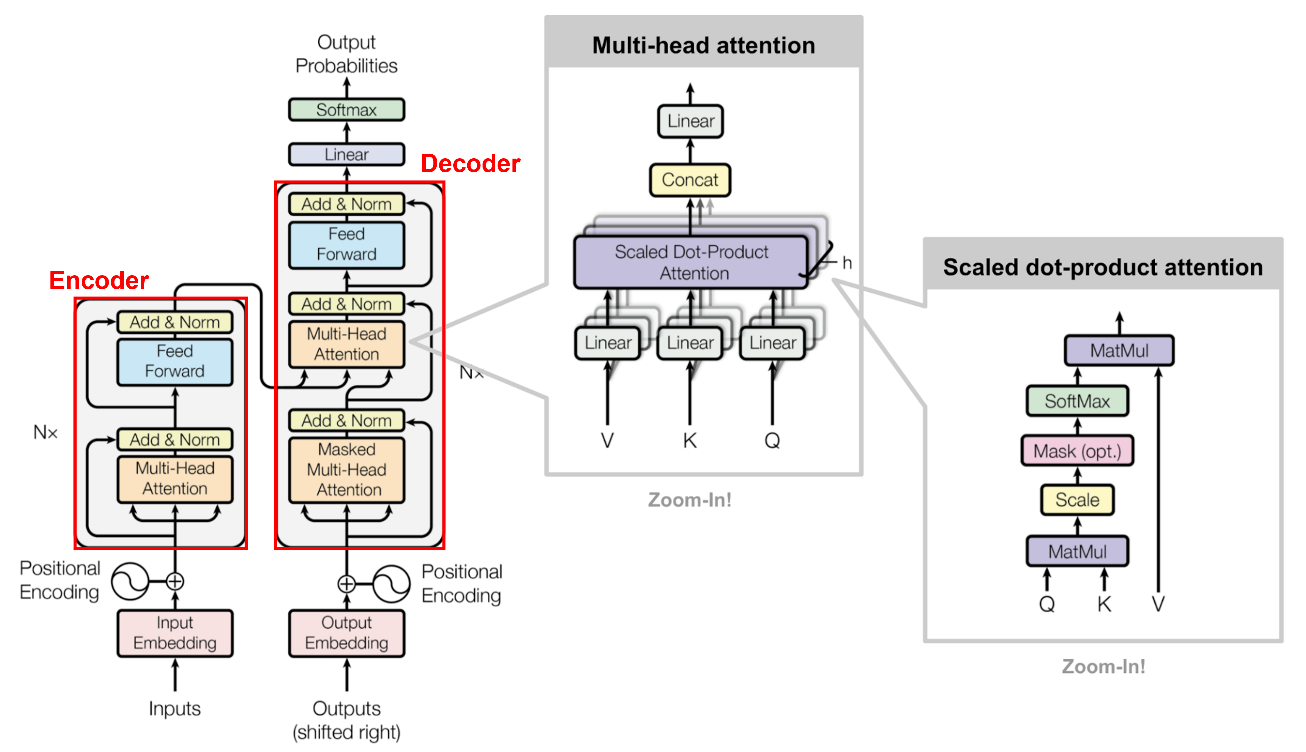 Output
Probabilities
Softmax
Linear
Decoder
Add & Norm
Feed
Forward
Add & Norm
Multi-Head
Attention
N×
Add & Norm
Masked
Multi-Head
Attention
Encoder
Add & Norm
Feed
Forward
N×
Add & Norm
Multi-Head
Attention
Positional
Encoding
Positional
Encoding
Input
Embedding
Output
Embedding
Inputs
Outputs
(shifted right)
Multi-head attention
Linear
Concat
Scaled Dot-Product
Attention
h
Linear
Linear
Linear
V
K
Q
Zoom-In!
Scaled dot-product attention
MatMul
SoftMax
Mask (opt.)
Scale
MatMul
Q
K
V
Zoom-In!